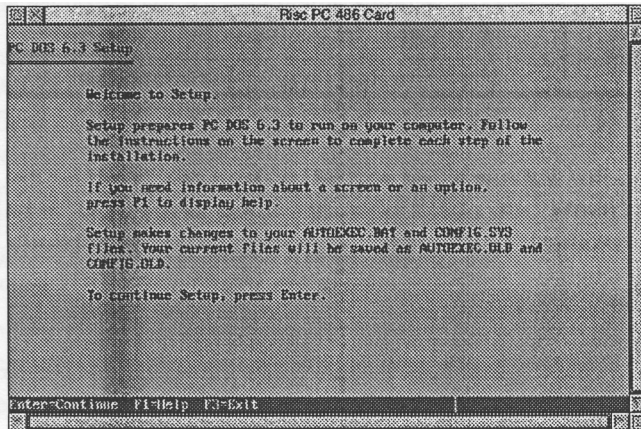 Risc PC 486 Card
PC DOS 6.3 Setup
Welcome to Setup.
Setup prepares PC DOS 6.3 to run on your computer. Follow
the instructions on the screen to complete each step of the
installation.
If you need information about a screen or an option,
press F1 to display help.
Setup makes changes to your AUTOEXEC.BAT and CONFIG.SYS
files. Your current files will be saved as AUTOEXEC.OLD and
CONFIG.OLD.
To continue Setup, press Enter.
Enter=Continue F1=Help F3=Exit